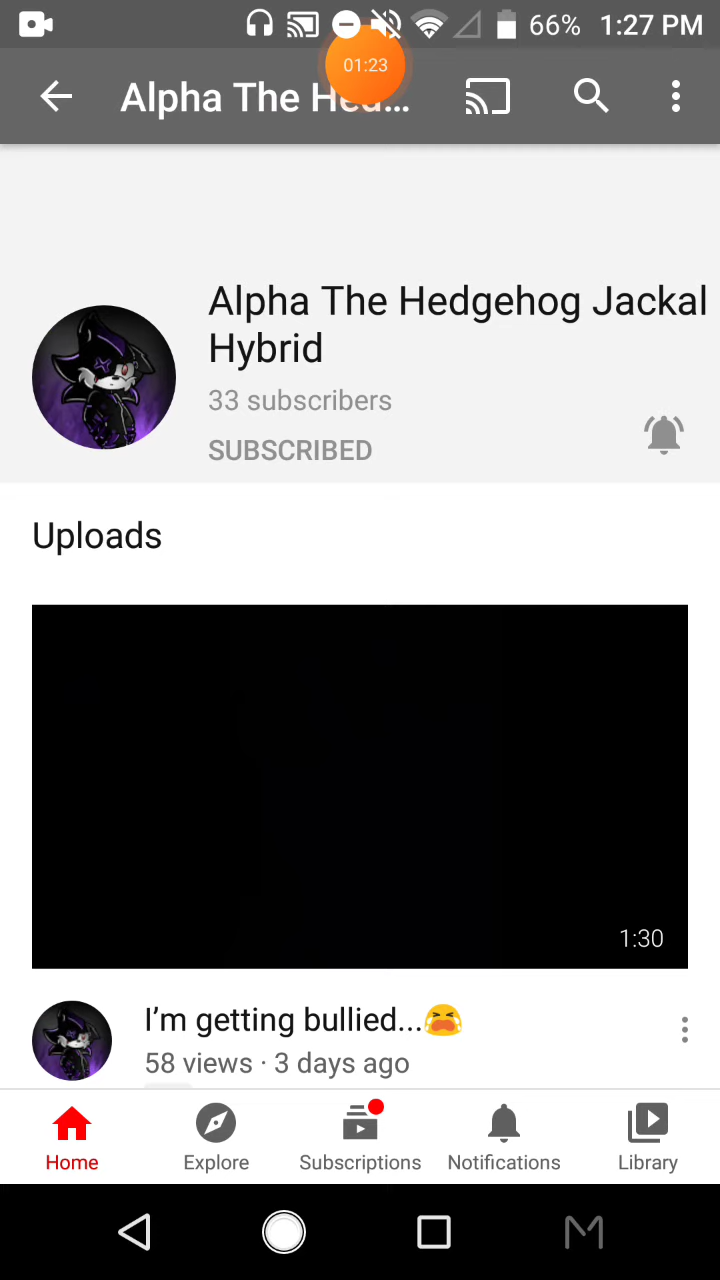 66% 1:27 PM
01:23
Alpha The Hed...
Alpha The Hedgehog Jackal
Hybrid
33 subscribers
SUBSCRIBED
Uploads
1:30
I’m getting bullied...😭
58 views · 3 days ago
Home Explore Subscriptions Notifications Library